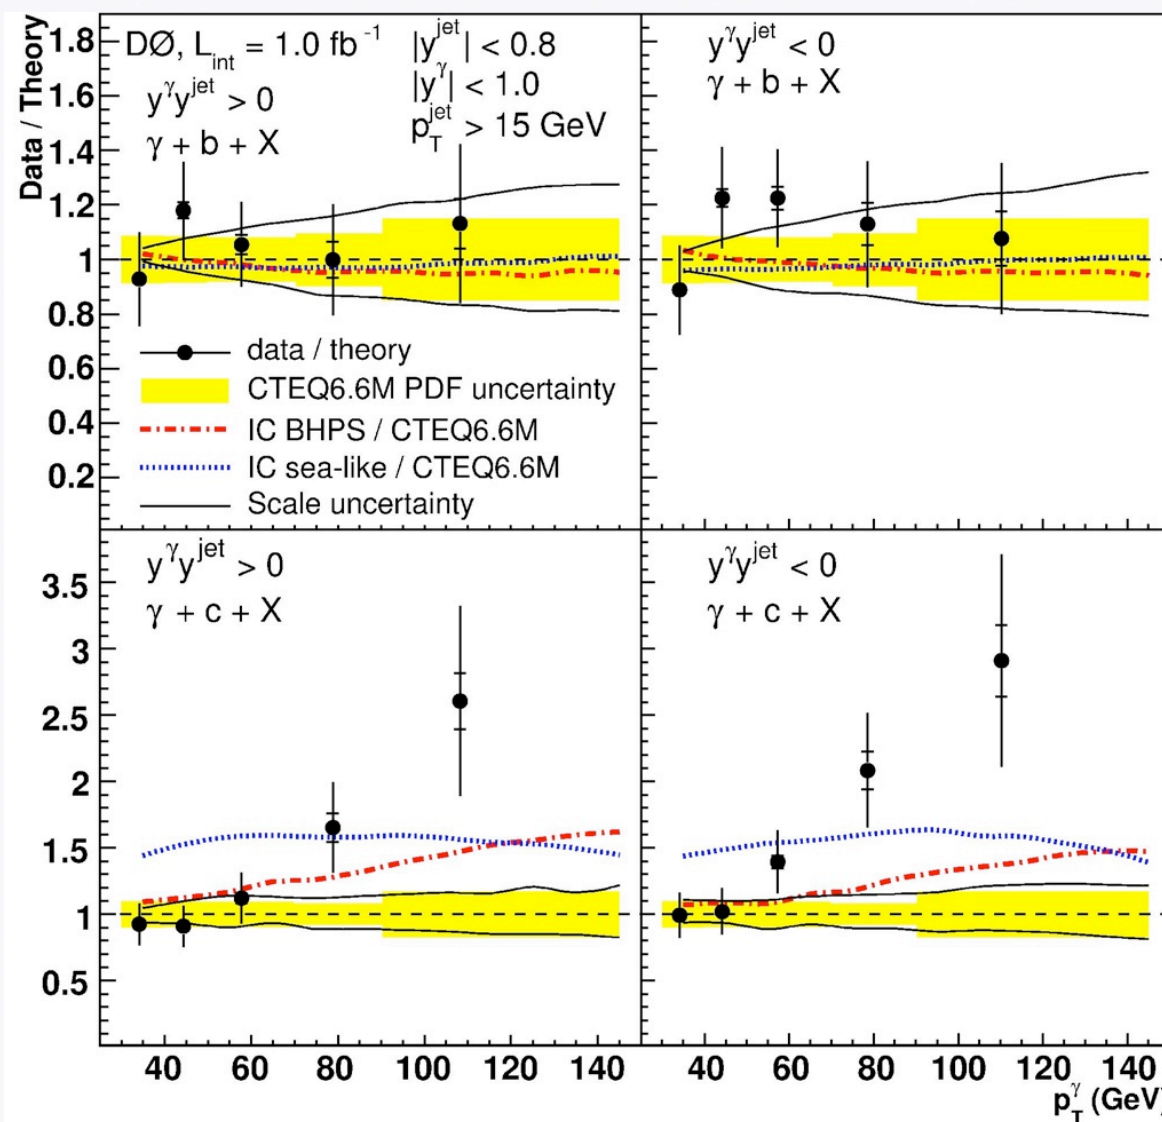 Data / Theory
DØ, L_int = 1.0 fb^-1
|y^jet| < 0.8
|y^γ| < 1.0
p_T^jet > 15 GeV
y^γ y^jet > 0
γ + b + X
1.8
1.6
1.4
1.2
1
0.8
0.6
0.4
0.2
data / theory
CTEQ6.6M PDF uncertainty
IC BHPS / CTEQ6.6M
IC sea-like / CTEQ6.6M
Scale uncertainty
y^γ y^jet < 0
γ + b + X
y^γ y^jet > 0
γ + c + X
3.5
3
2.5
2
1.5
1
0.5
y^γ y^jet < 0
γ + c + X
40 60 80 100 120 140
40 60 80 100 120 140
p_T^γ (GeV)